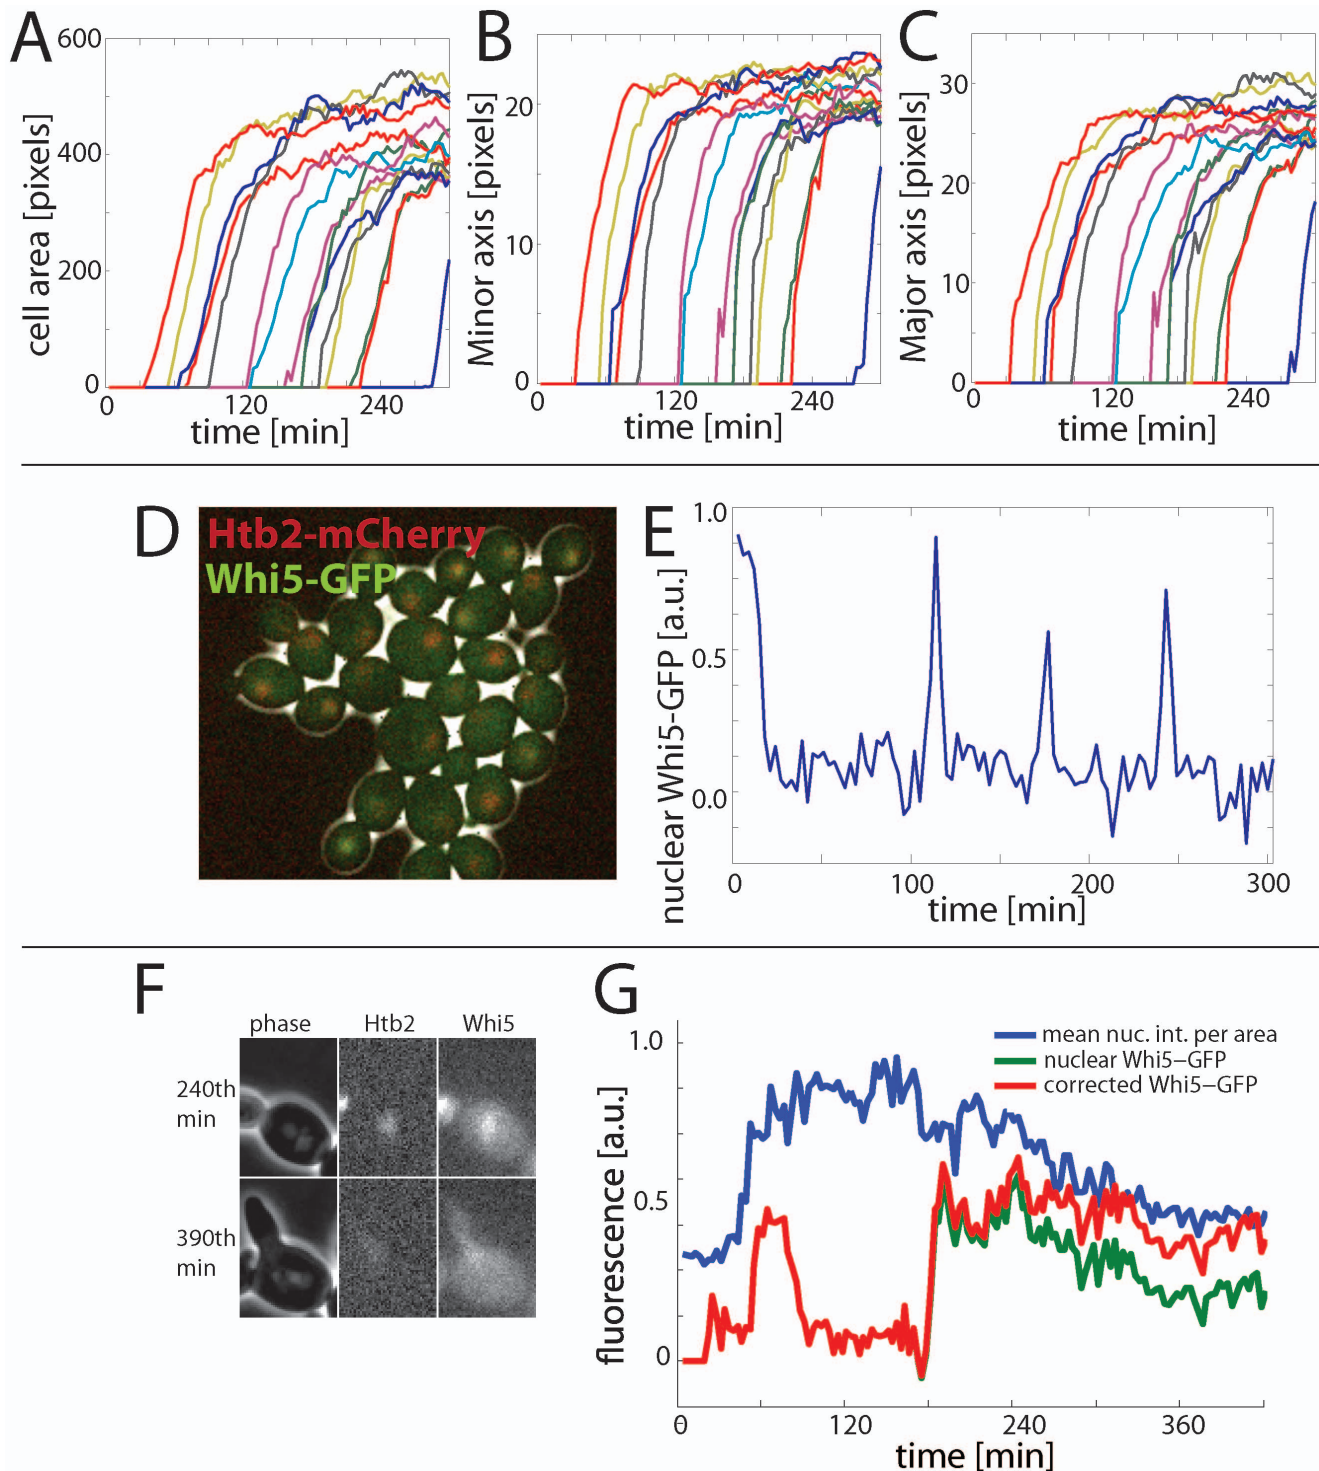 A
cell area [pixels]
600
400
200
0
0 120 240
time [min]
B
Minor axis [pixels]
20
10
0
0 120 240
time [min]
C
Major axis [pixels]
30
20
10
0
0 120 240
time [min]
D
Htb2-mCherry
Whi5-GFP
E
nuclear Whi5-GFP [a.u.]
1.0
0.5
0.0
0 100 200 300
time [min]
F
phase Htb2 Whi5
240th
min
390th
min
G
fluorescence [a.u.]
1.0
0.5
0
mean nuc. int. per area
nuclear Whi5–GFP
corrected Whi5–GFP
0 120 240 360
time [min]